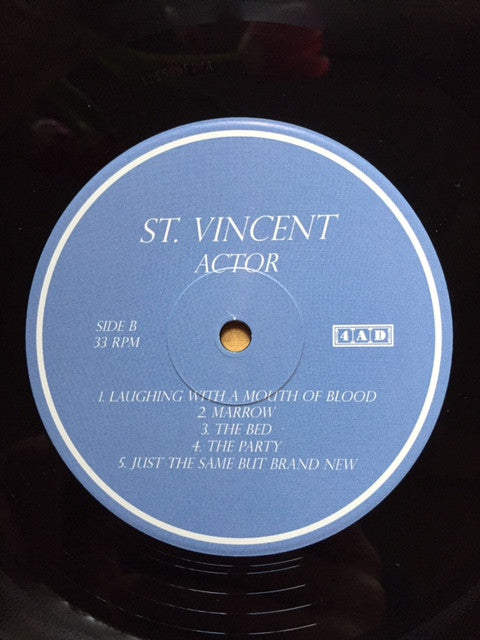 ST. VINCENT
ACTOR
SIDE B
33 RPM
4AD
1. LAUGHING WITH A MOUTH OF BLOOD
2. MARROW
3. THE BED
4. THE PARTY
5. JUST THE SAME BUT BRAND NEW